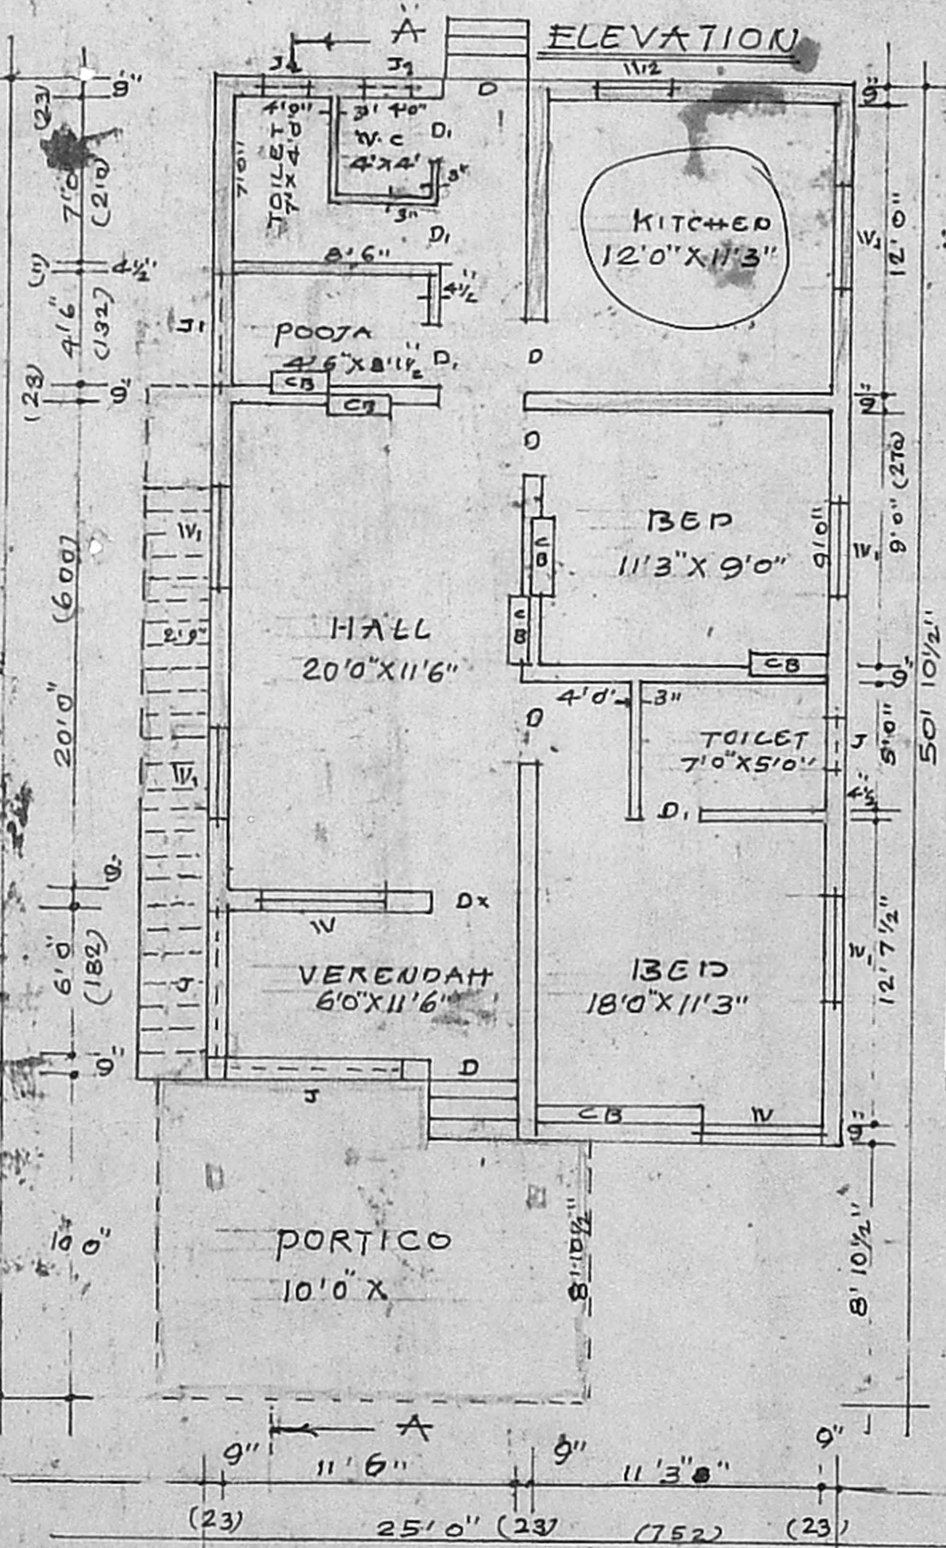 A
ELEVATION
9"
(23)
J2
J2
D
W2
9"
4'0"
3"
4'0"
TOILET
7'X4'0"
7'0"
W.C
4'X4'
D1
3"
3"
7'0"
(210)
KITCHEN
12'0"X11'3"
W1
12'0"
D1
8'6"
(11)
4½"
4½"
4'6"
(132)
J1
POOJA
4'6"X8'1½"
D1
D
CB
CB
(23)
9"
9"
D
BED
11'3"X9'0"
9'0"
W1
9'0" (270)
CB
CB
CB
W1
2'9"
(600)
20'0"
HALL
20'0"X11'6"
9"
50' 10½"
4'0"
3"
D
TOILET
7'0"X5'0"
J
5'0"
4½"
D1
W1
9"
W
DX
6'0"
(182)
VERENDAH
6'0"X11'6"
BED
18'0"X11'3"
W1
12'7½"
9"
J
D
CB
W
9"
10'0"
PORTICO
10'0"X
8'10½"
8'10½"
A
9"
11'6"
9"
11'3"
9"
(23)
25'0"
(23)
(752)
(23)